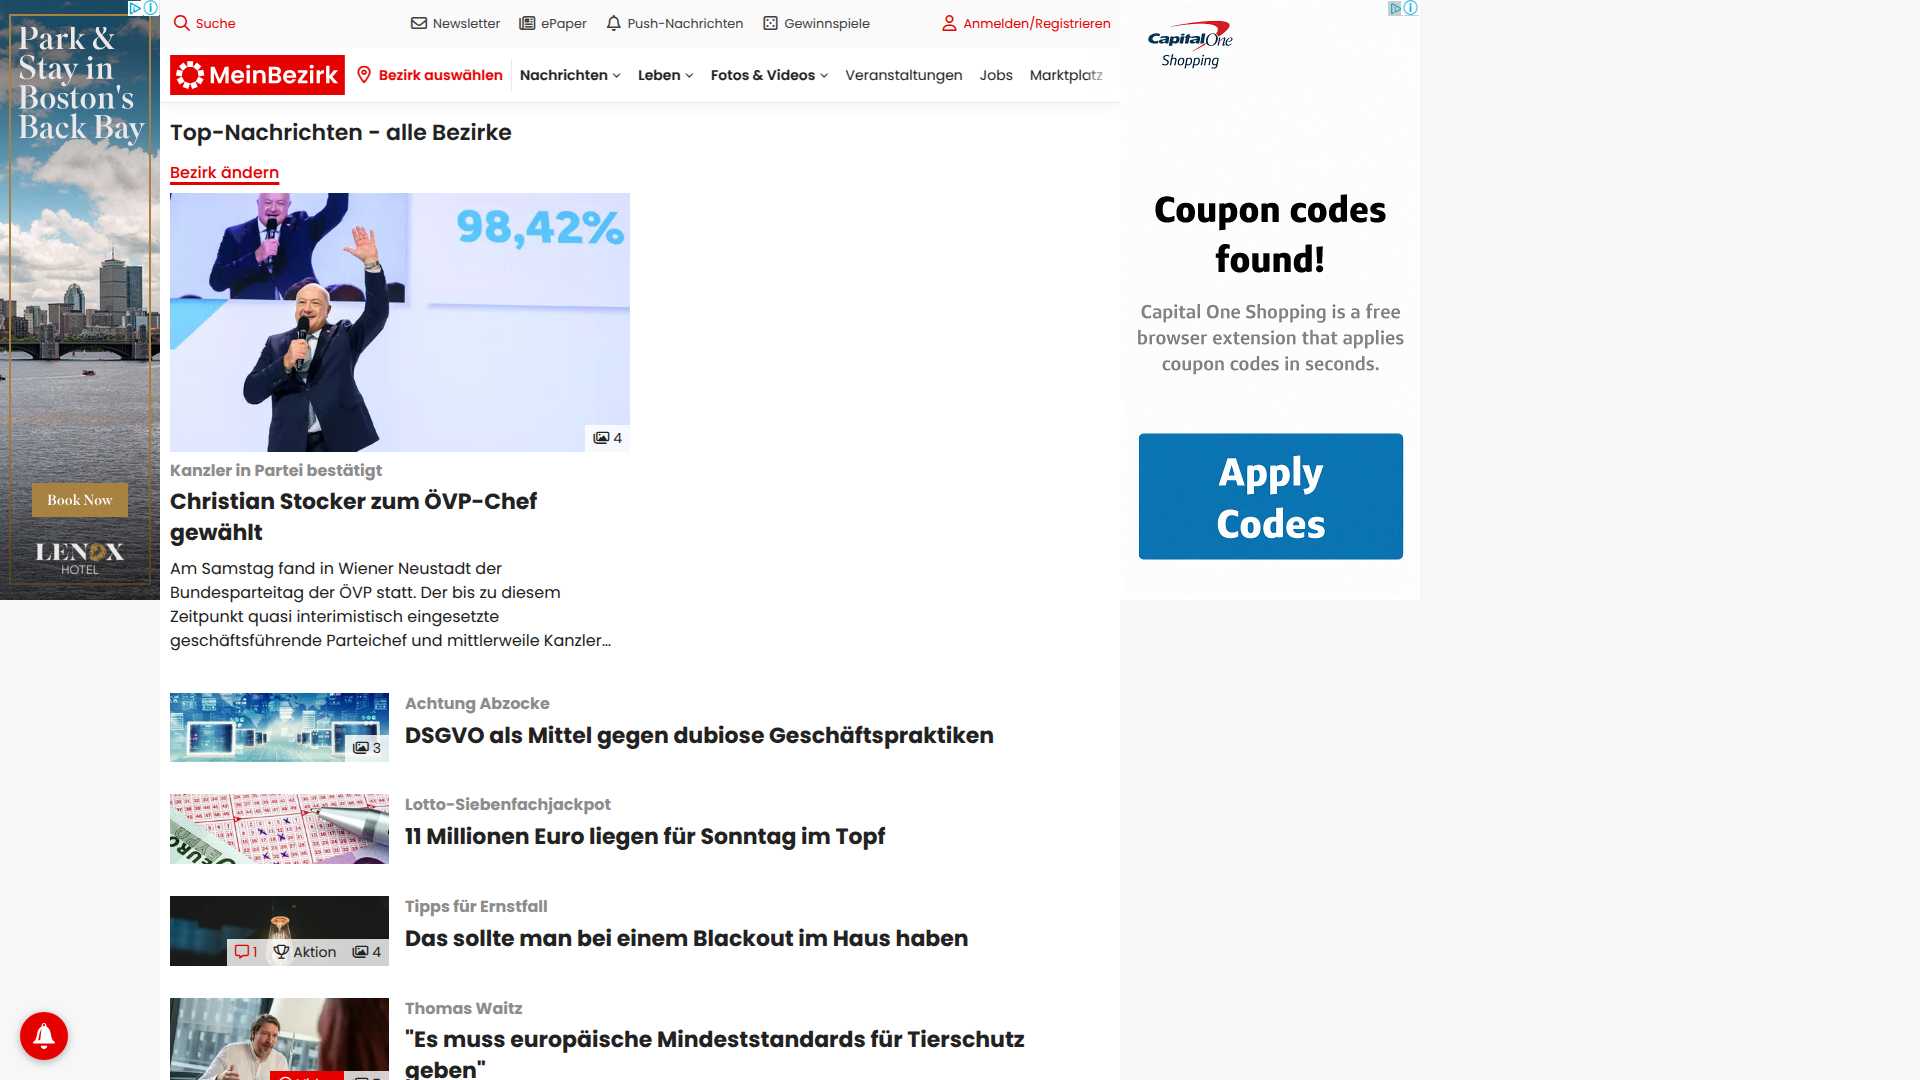 Park &
Stay in
Boston's
Back Bay
Book Now
LENOX
HOTEL
Suche
Newsletter
ePaper
Push-Nachrichten
Gewinnspiele
Anmelden/Registrieren
MeinBezirk
Bezirk auswählen
Nachrichten
Leben
Fotos & Videos
Veranstaltungen
Jobs
Marktplatz
Top-Nachrichten - alle Bezirke
Bezirk ändern
98,42%
4
Kanzler in Partei bestätigt
Christian Stocker zum ÖVP-Chef
gewählt
Am Samstag fand in Wiener Neustadt der
Bundesparteitag der ÖVP statt. Der bis zu diesem
Zeitpunkt quasi interimistisch eingesetzte
geschäftsführende Parteichef und mittlerweile Kanzler...
3
Achtung Abzocke
DSGVO als Mittel gegen dubiose Geschäftspraktiken
Lotto-Siebenfachjackpot
11 Millionen Euro liegen für Sonntag im Topf
1
Aktion
4
Tipps für Ernstfall
Das sollte man bei einem Blackout im Haus haben
Thomas Waitz
"Es muss europäische Mindeststandards für Tierschutz
geben"
Capital One
Shopping
Coupon codes
found!
Capital One Shopping is a free
browser extension that applies
coupon codes in seconds.
Apply
Codes